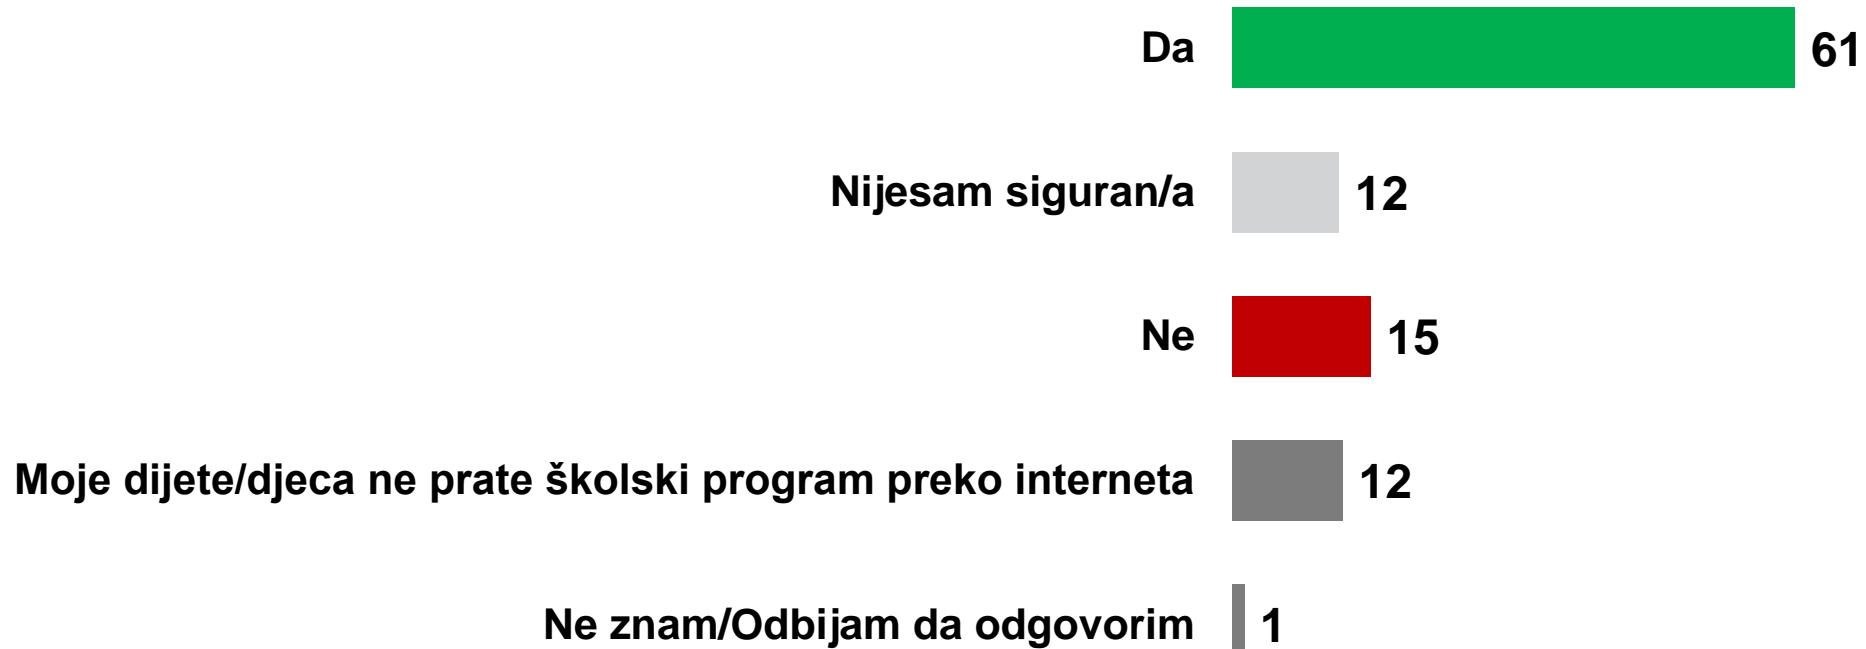 Da 61
Nijesam siguran/a 12
Ne 15
Moje dijete/djeca ne prate školski program preko interneta 12
Ne znam/Odbijam da odgovorim 1